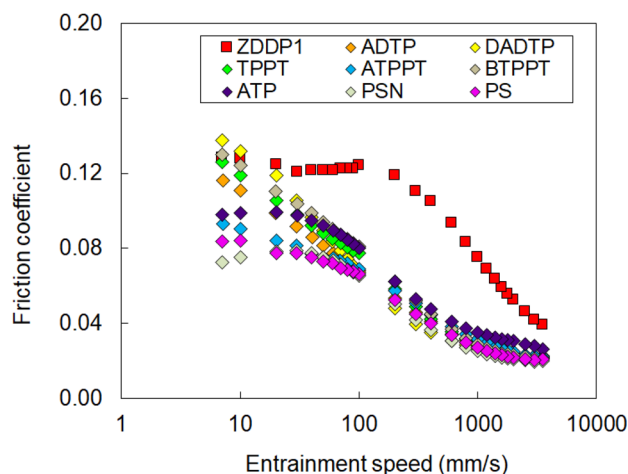 0.20
ZDDP1 ADTP DADTP
TPPT ATPPT BTPPT
ATP PSN PS
0.16
0.12
0.08
0.04
0.00
Friction coefficient
1 10 100 1000 10000
Entrainment speed (mm/s)